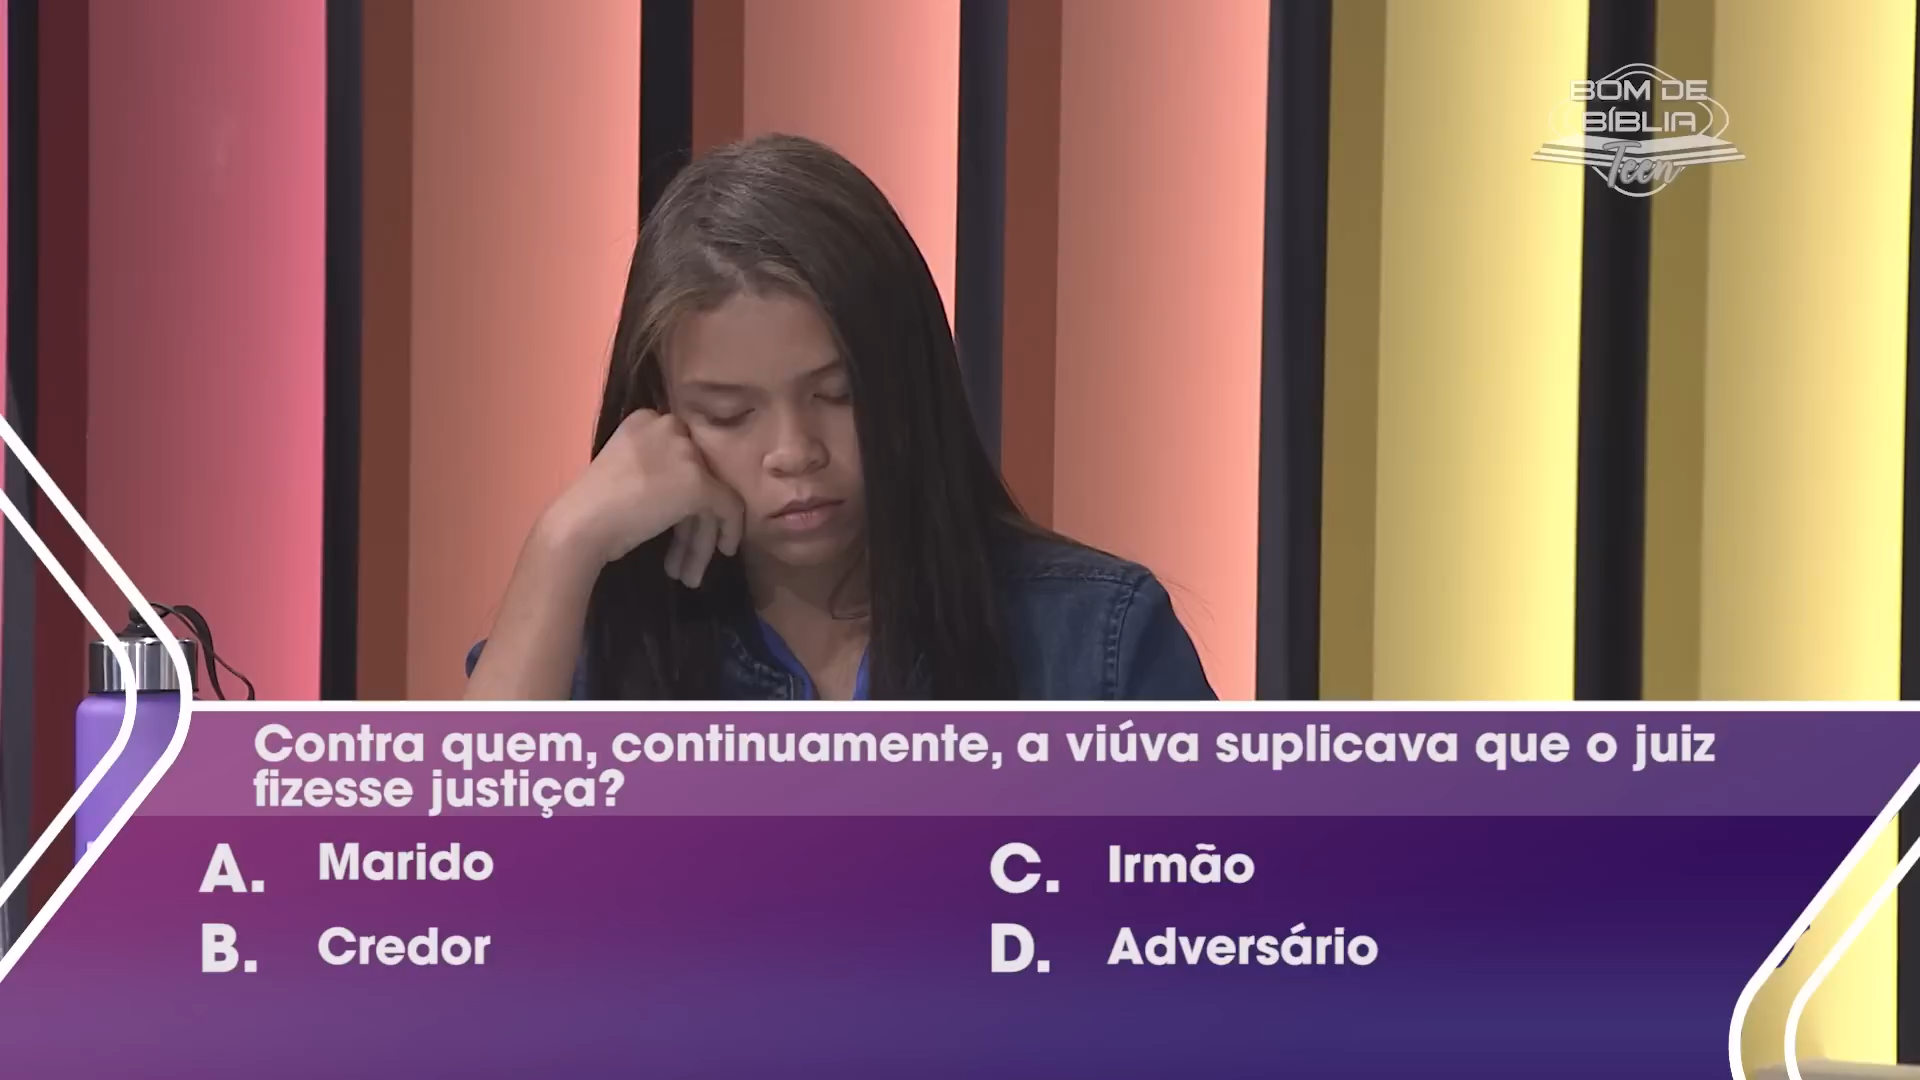 BOM DE
BÍBLIA
Teen
Contra quem, continuamente, a viúva suplicava que o juiz
fizesse justiça?
A. Marido
B. Credor
C. Irmão
D. Adversário